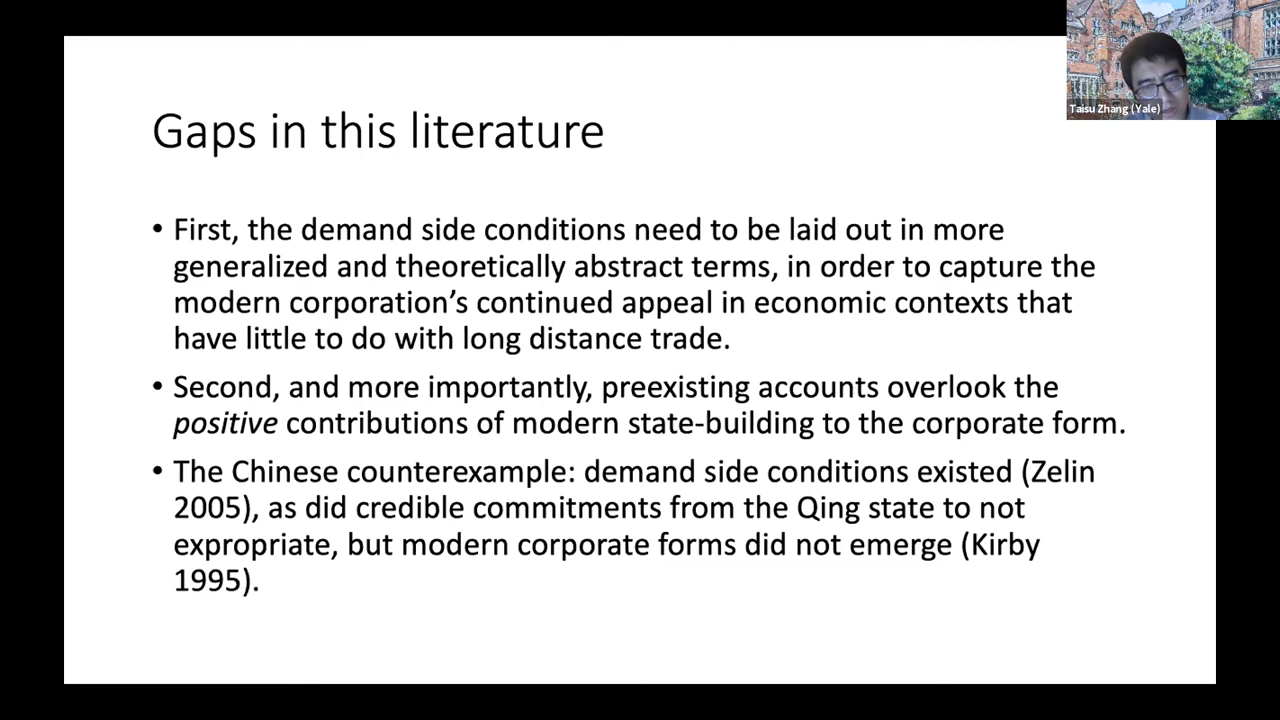 Taisu Zhang (Yale)
Gaps in this literature
• First, the demand side conditions need to be laid out in more
generalized and theoretically abstract terms, in order to capture the
modern corporation’s continued appeal in economic contexts that
have little to do with long distance trade.
• Second, and more importantly, preexisting accounts overlook the
positive contributions of modern state-building to the corporate form.
• The Chinese counterexample: demand side conditions existed (Zelin
2005), as did credible commitments from the Qing state to not
expropriate, but modern corporate forms did not emerge (Kirby
1995).